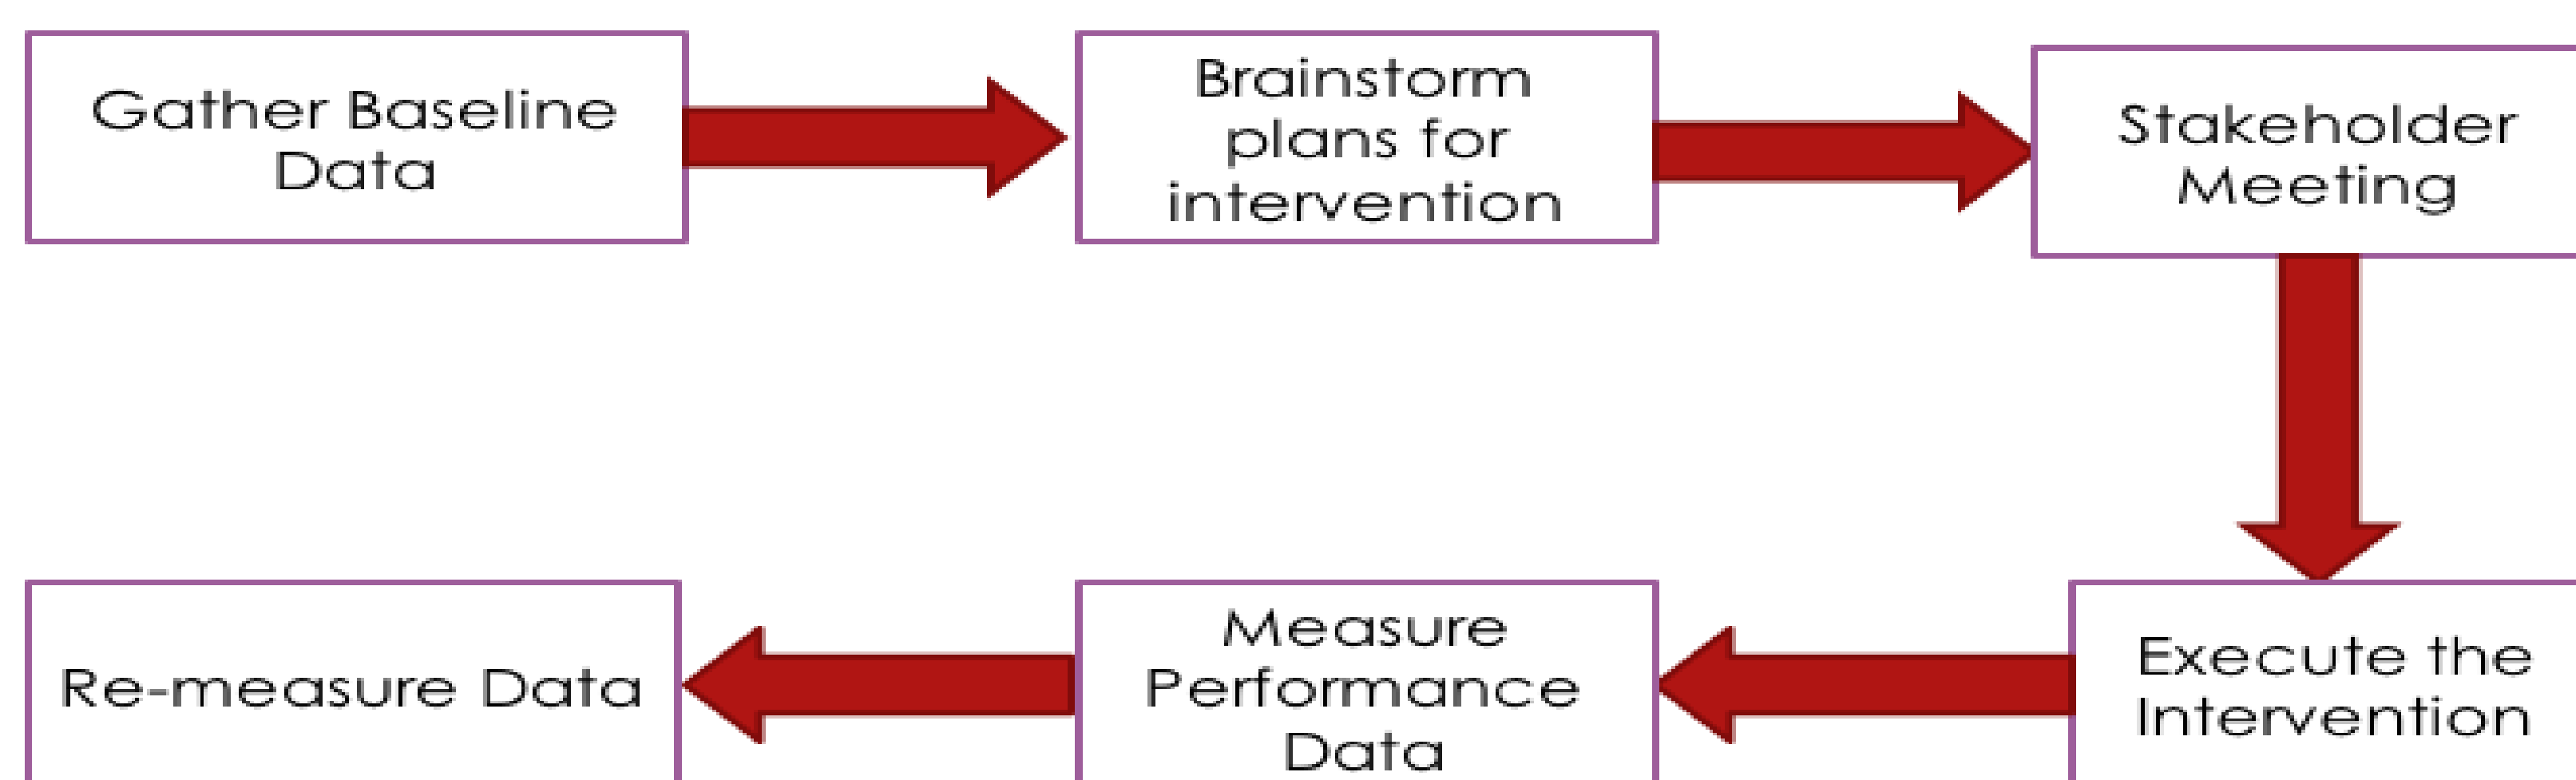 Gather Baseline
Data
Brainstorm
plans for
intervention
Stakeholder
Meeting
Execute the
Intervention
Measure
Performance
Data
Re-measure Data